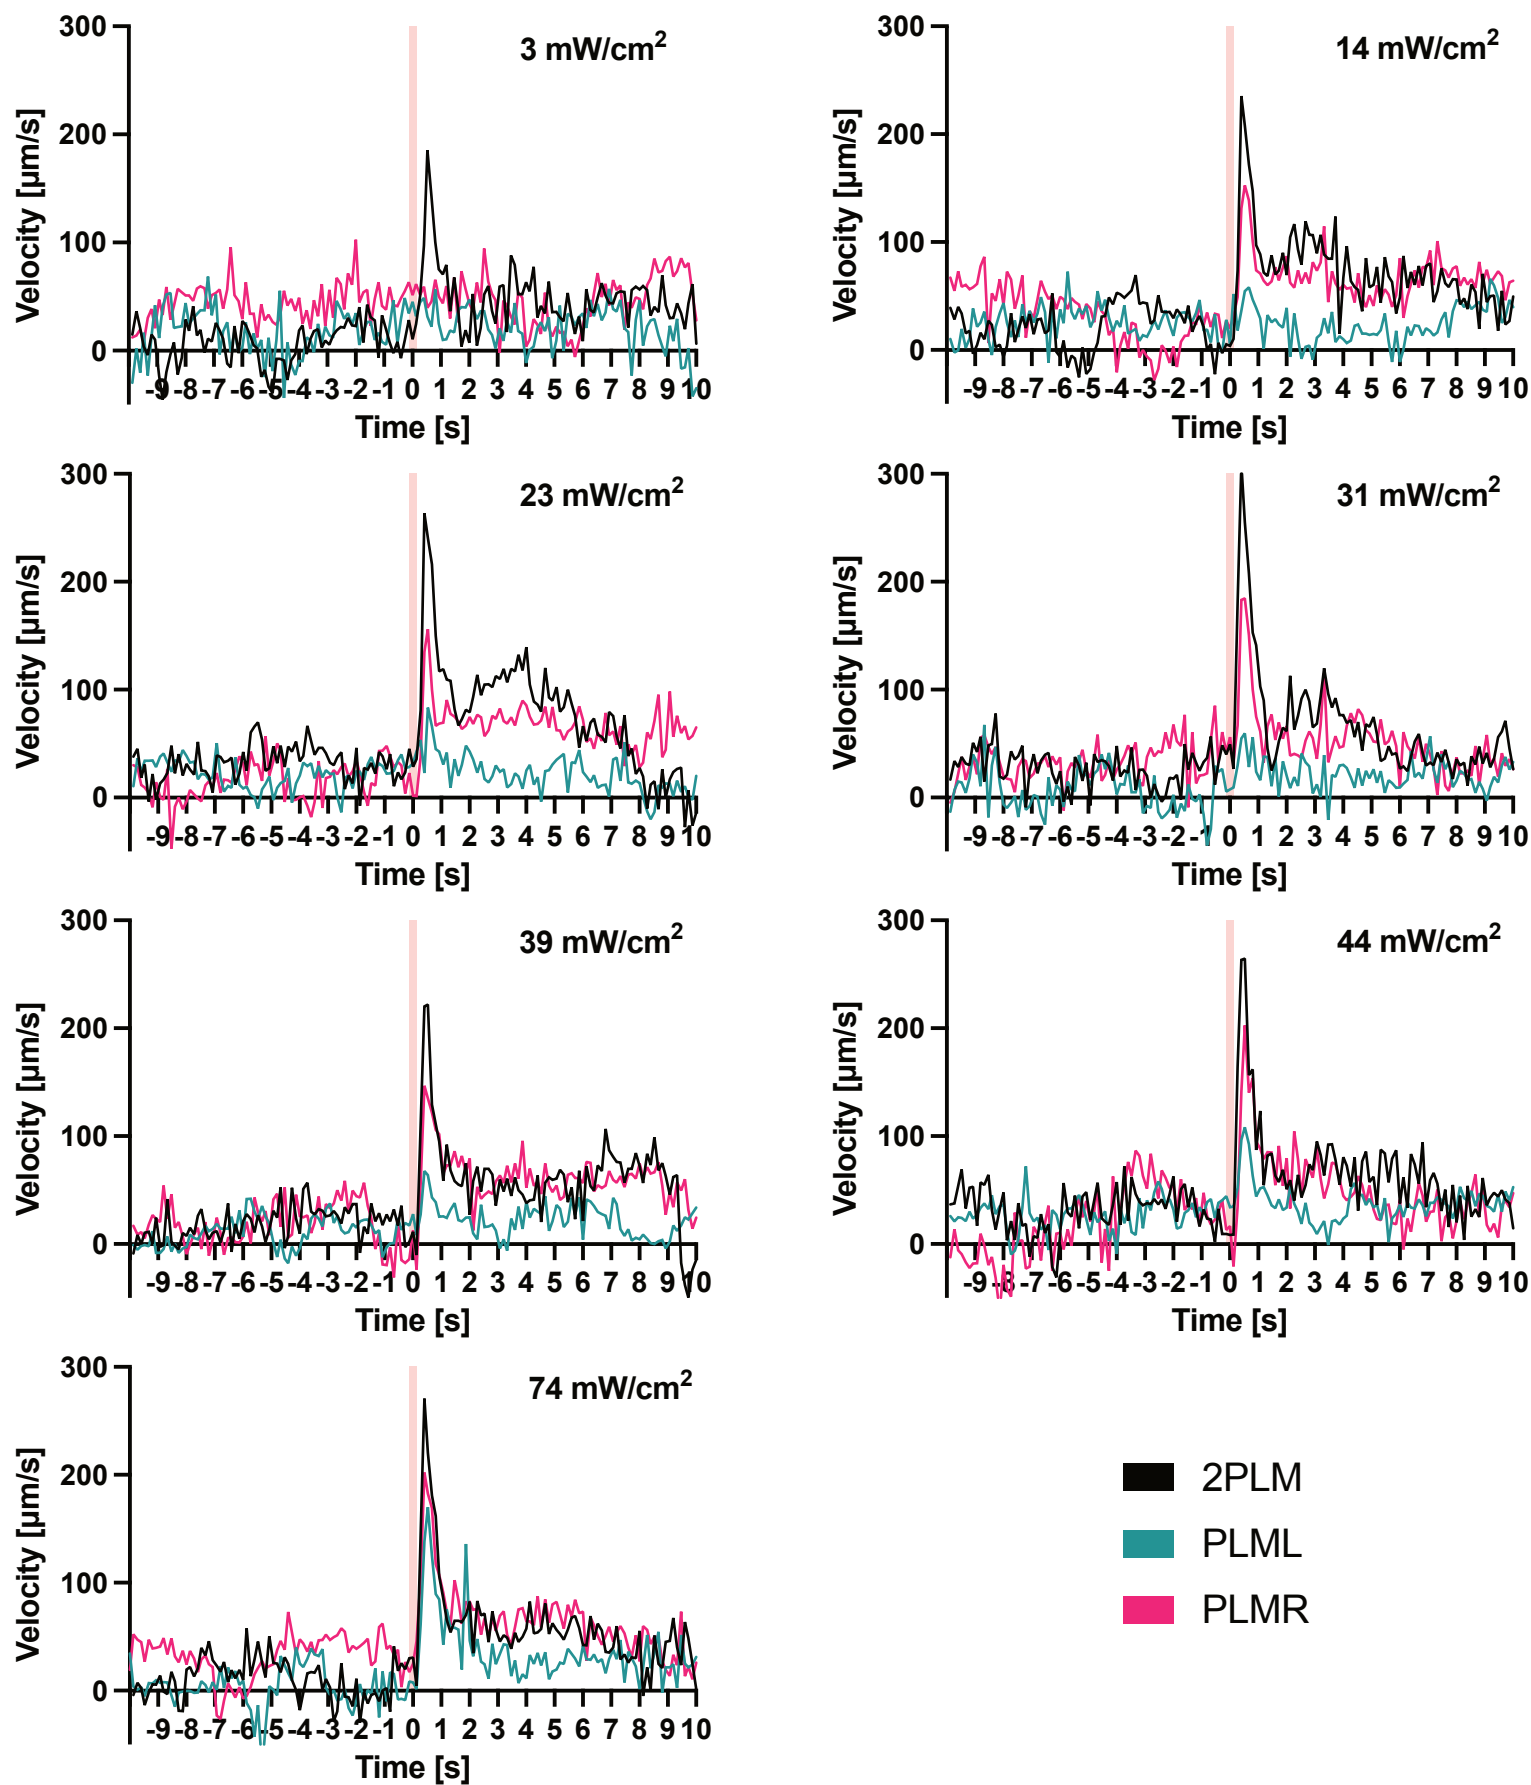 300
200
100
0
Velocity [µm/s]
3 mW/cm²
-9 -8 -7 -6 -5 -4 -3 -2 -1 0 1 2 3 4 5 6 7 8 9 10
Time [s]
300
200
100
0
Velocity [µm/s]
14 mW/cm²
-9 -8 -7 -6 -5 -4 -3 -2 -1 0 1 2 3 4 5 6 7 8 9 10
Time [s]
300
200
100
0
Velocity [µm/s]
23 mW/cm²
-9 -8 -7 -6 -5 -4 -3 -2 -1 0 1 2 3 4 5 6 7 8 9 10
Time [s]
300
200
100
0
Velocity [µm/s]
31 mW/cm²
-9 -8 -7 -6 -5 -4 -3 -2 -1 0 1 2 3 4 5 6 7 8 9 10
Time [s]
300
200
100
0
Velocity [µm/s]
39 mW/cm²
-9 -8 -7 -6 -5 -4 -3 -2 -1 0 1 2 3 4 5 6 7 8 9 10
Time [s]
300
200
100
0
Velocity [µm/s]
44 mW/cm²
-9 -8 -7 -6 -5 -4 -3 -2 -1 0 1 2 3 4 5 6 7 8 9 10
Time [s]
300
200
100
0
Velocity [µm/s]
74 mW/cm²
-9 -8 -7 -6 -5 -4 -3 -2 -1 0 1 2 3 4 5 6 7 8 9 10
Time [s]
2PLM
PLML
PLMR